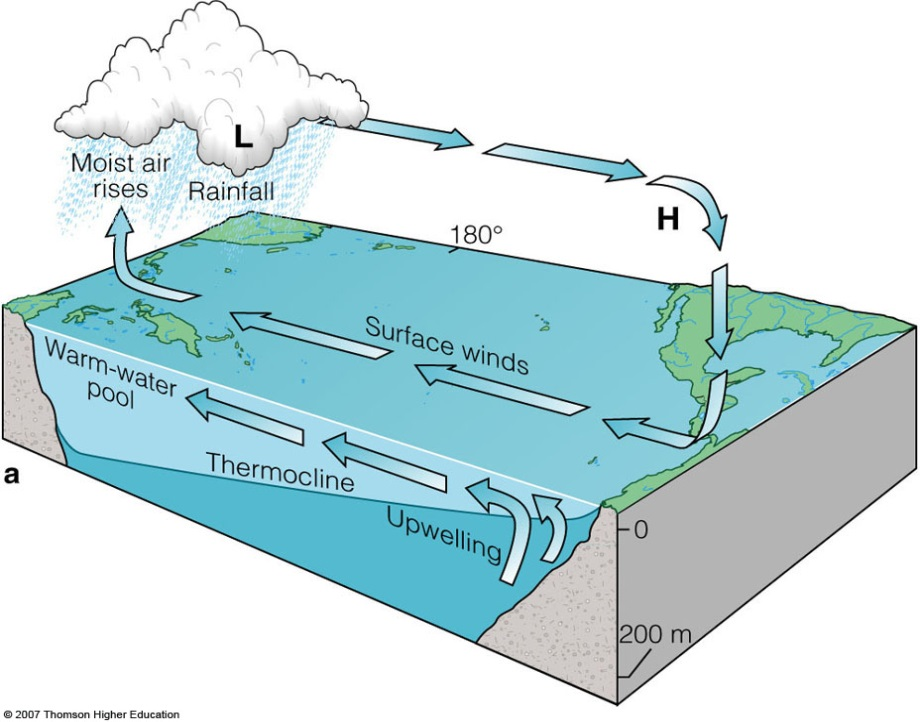 L
Moist air
rises
Rainfall
H
180°
Surface winds
Warm-water
pool
Thermocline
Upwelling
a
0
200 m
© 2007 Thomson Higher Education